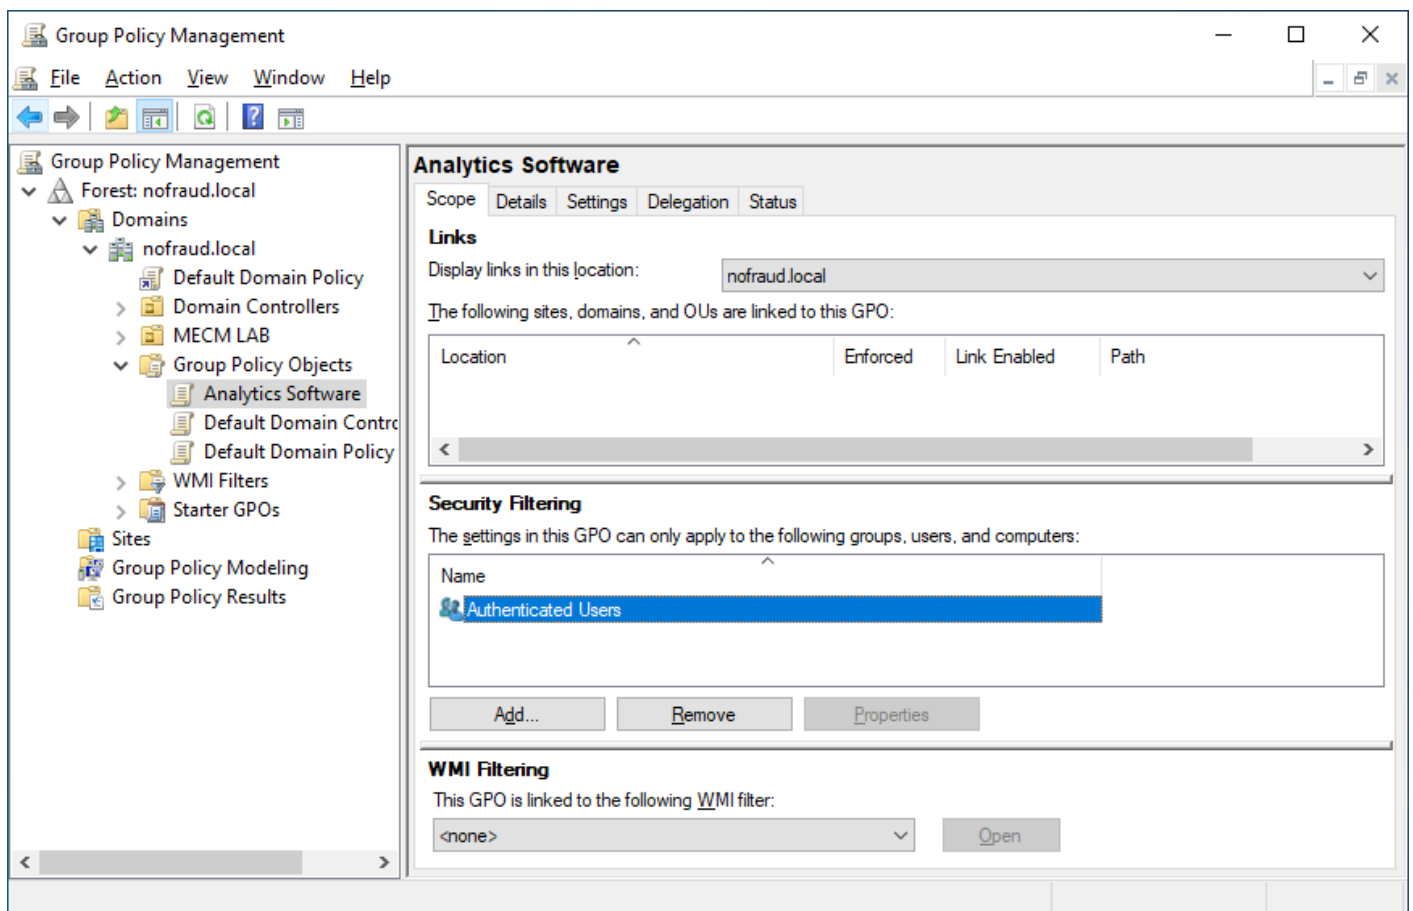 Group Policy Management
File Action View Window Help
Group Policy Management
Forest: nofraud.local
Domains
nofraud.local
Default Domain Policy
Domain Controllers
MECM LAB
Group Policy Objects
Analytics Software
Default Domain Contrc
Default Domain Policy
WMI Filters
Starter GPOs
Sites
Group Policy Modeling
Group Policy Results
Analytics Software
Scope Details Settings Delegation Status
Links
Display links in this location: nofraud.local
The following sites, domains, and OUs are linked to this GPO:
Location Enforced Link Enabled Path
Security Filtering
The settings in this GPO can only apply to the following groups, users, and computers:
Name
Authenticated Users
Add... Remove Properties
WMI Filtering
This GPO is linked to the following WMI filter:
<none> Open